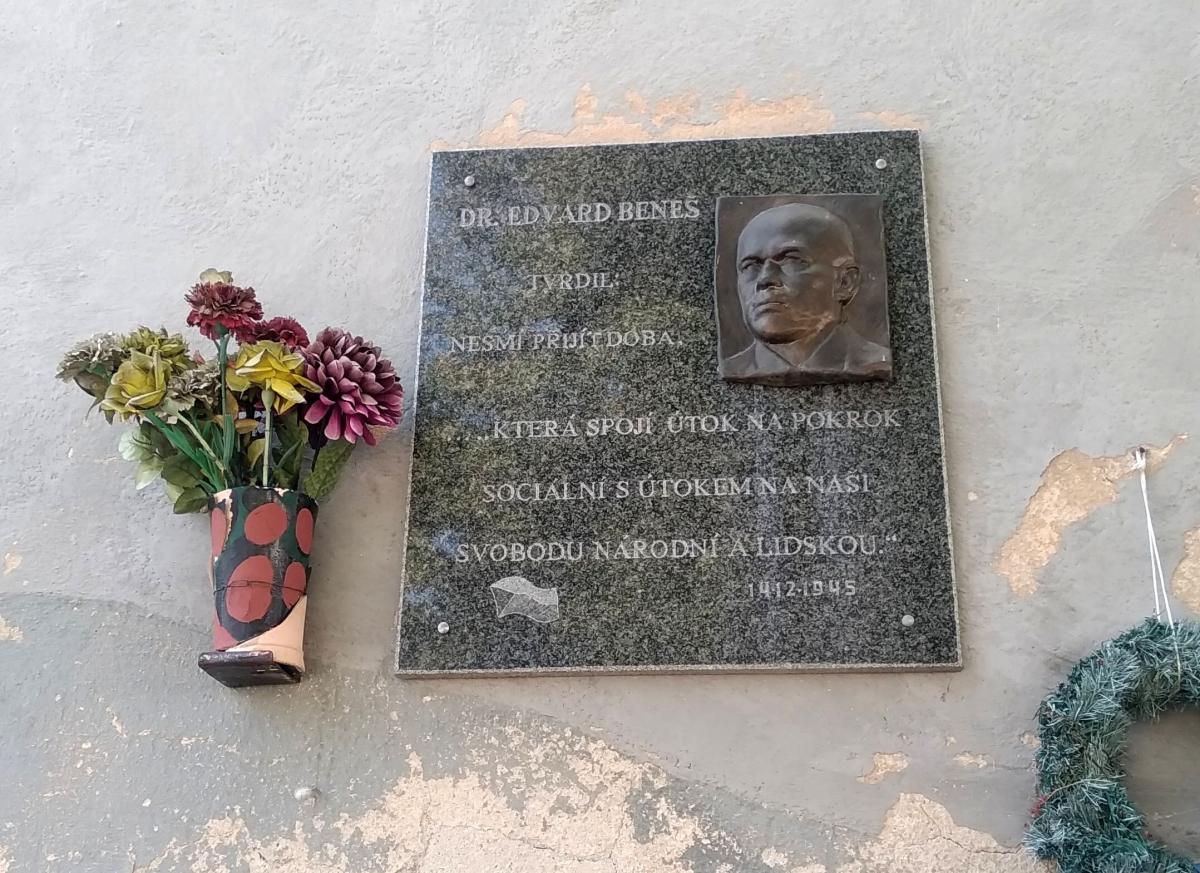 DR. EDVARD BENEŠ
TVRDIL:
NESMÍ PŘIJÍT DOBA,
„KTERÁ SPOJÍ ÚTOK NA POKROK
SOCIÁLNÍ S ÚTOKEM NA NAŠI
SVOBODU NÁRODNÍ A LIDSKOU.“
14.12.1945